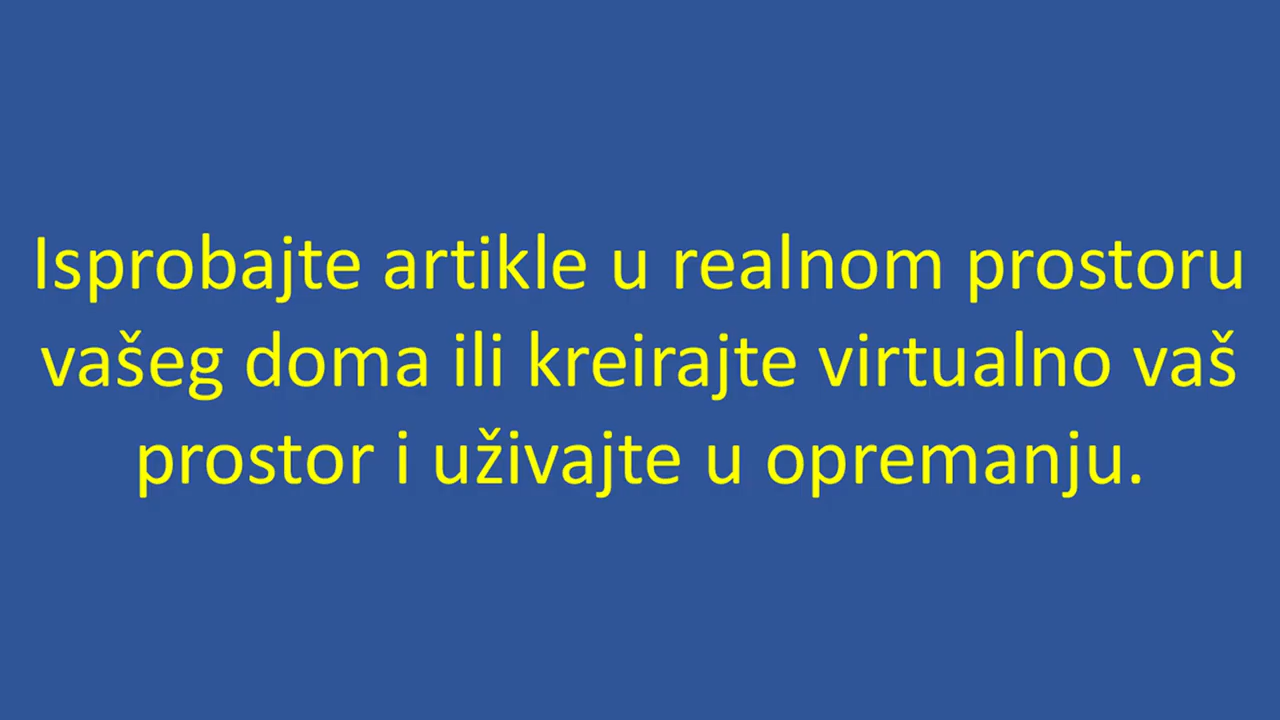 Isprobajte artikle u realnom prostoru
vašeg doma ili kreirajte virtualno vaš
prostor i uživajte u opremanju.